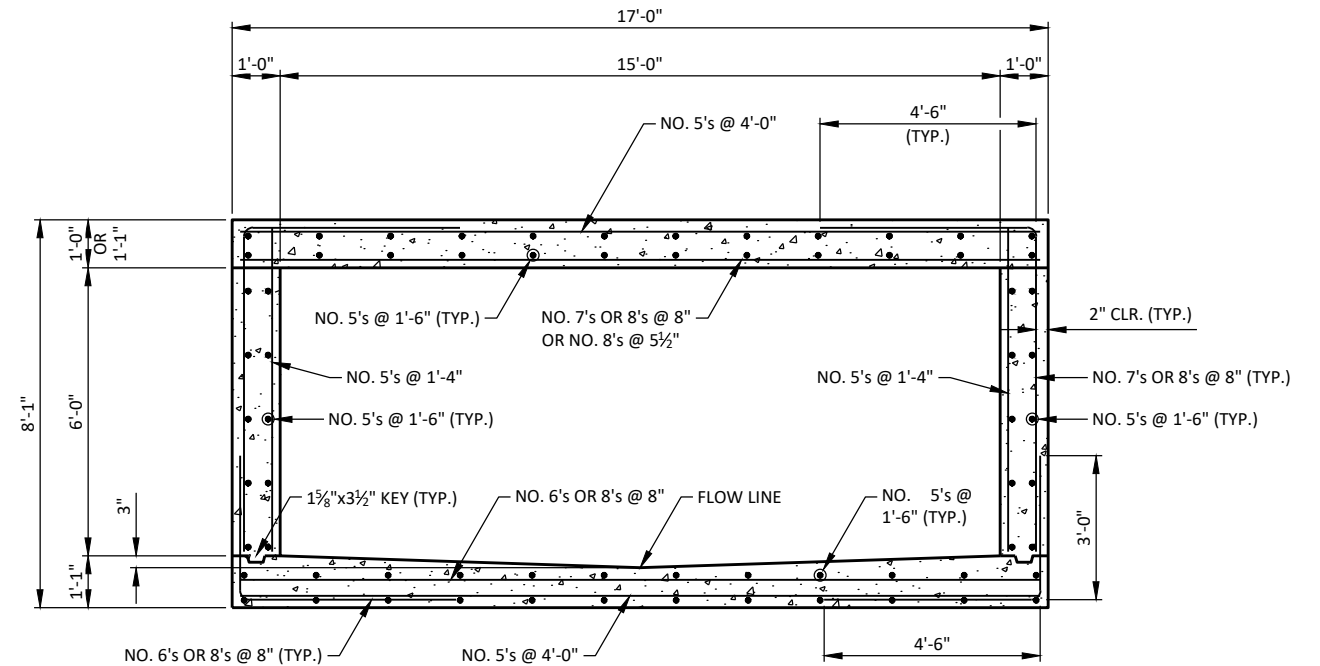 17'-0"
1'-0"
15'-0"
1'-0"
4'-6"
(TYP.)
NO. 5's @ 4'-0"
1'-0"
OR
1'-1"
NO. 5's @ 1'-6" (TYP.)
NO. 7's OR 8's @ 8"
OR NO. 8's @ 5½"
2" CLR. (TYP.)
NO. 5's @ 1'-4"
NO. 5's @ 1'-4"
NO. 7's OR 8's @ 8" (TYP.)
8'-1"
6'-0"
NO. 5's @ 1'-6" (TYP.)
NO. 5's @ 1'-6" (TYP.)
3"
1⅝"x3½" KEY (TYP.)
NO. 6's OR 8's @ 8"
FLOW LINE
NO. 5's @
1'-6" (TYP.)
3'-0"
1'-1"
NO. 6's OR 8's @ 8" (TYP.)
NO. 5's @ 4'-0"
4'-6"